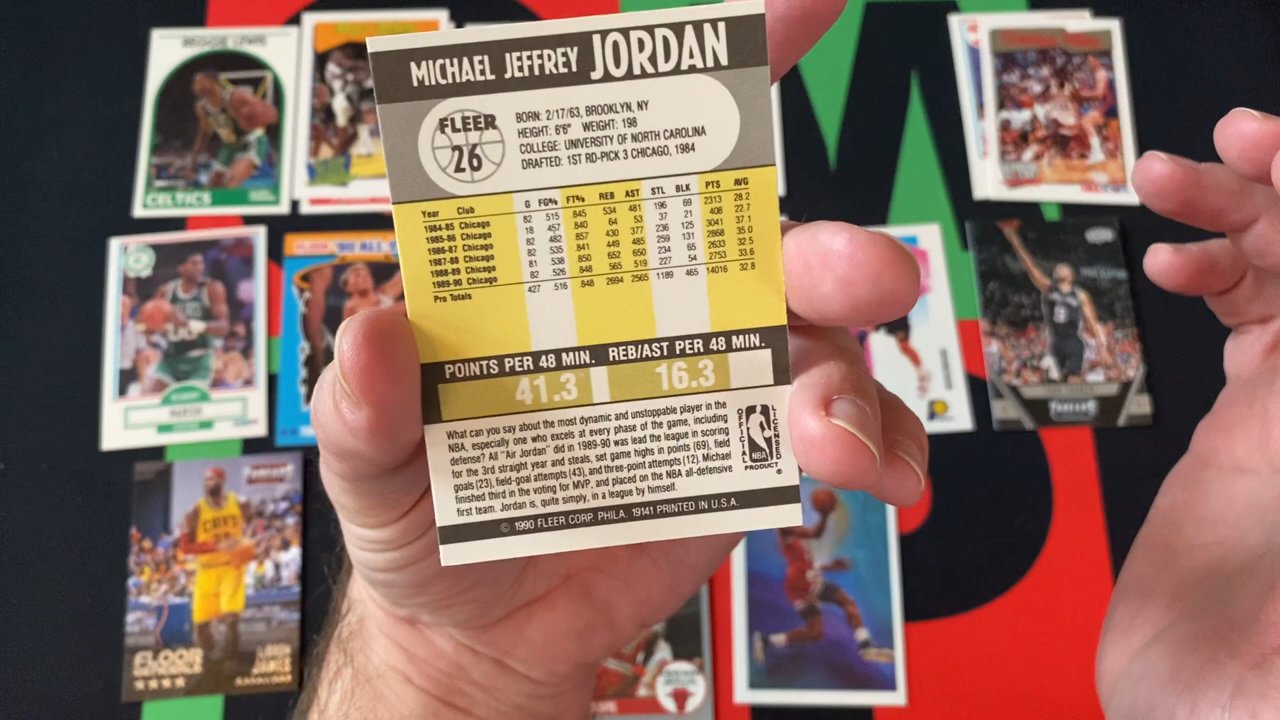 MICHAEL JEFFREY JORDAN
FLEER
26
BORN: 2/17/63, BROOKLYN, NY
HEIGHT: 6'6" WEIGHT: 198
COLLEGE: UNIVERSITY OF NORTH CAROLINA
DRAFTED: 1ST RD-PICK 3 CHICAGO, 1984
Year Club G FG% FT% REB AST STL BLK PTS AVG
1984-85 Chicago 82 .515 .845 534 481 196 69 2313 28.2
1985-86 Chicago 18 .457 .840 64 53 37 21 408 22.7
1986-87 Chicago 82 .482 .857 430 377 236 125 3041 37.1
1987-88 Chicago 82 .535 .841 449 485 259 131 2868 35.0
1988-89 Chicago 81 .538 .850 652 650 234 65 2633 32.5
1989-90 Chicago 82 .526 .848 565 519 227 54 2753 33.6
Pro Totals 427 .516 .848 2694 2565 1189 465 14016 32.8
POINTS PER 48 MIN. REB/AST PER 48 MIN.
41.3 16.3
What can you say about the most dynamic and unstoppable player in the
NBA, especially one who excels at every phase of the game, including
defense? All "Air Jordan" did in 1989-90 was lead the league in scoring
for the 3rd straight year and steals, set game highs in points (69), field
goals (23), field-goal attempts (43), and three-point attempts (12). Michael
finished third in the voting for MVP, and placed on the NBA all-defensive
first team. Jordan is, quite simply, in a league by himself.
OFFICIAL LICENSED
NBA
PRODUCT
®
© 1990 FLEER CORP. PHILA. 19141 PRINTED IN U.S.A.
REGGIE LEWIS
CELTICS
PARISH
FLOOR
JAMES